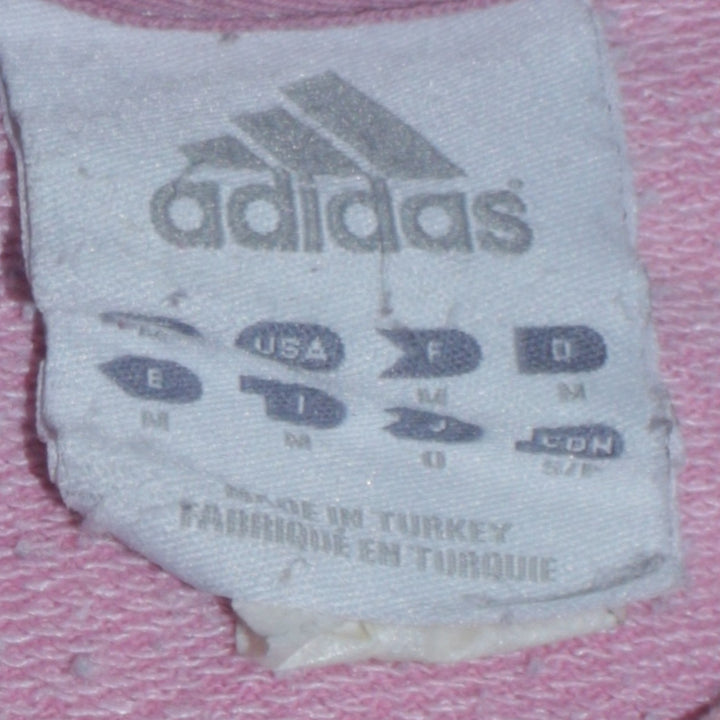 adidas
USA F D
M M
E I J CDN
M M O S/P
MADE IN TURKEY
FABRIQUÉ EN TURQUIE